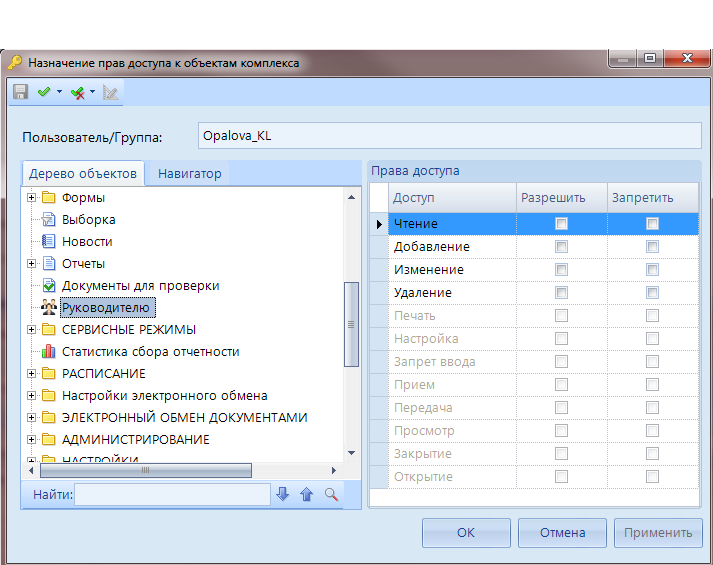 Назначение прав доступа к объектам комплекса
Пользователь/Группа: Opalova_KL
Дерево объектов Навигатор
Формы
Выборка
Новости
Отчеты
Документы для проверки
Руководителю
СЕРВИСНЫЕ РЕЖИМЫ
Статистика сбора отчетности
РАСПИСАНИЕ
Настройки электронного обмена
ЭЛЕКТРОННЫЙ ОБМЕН ДОКУМЕНТАМИ
АДМИНИСТРИРОВАНИЕ
НАСТРОЙКИ
Найти:
Права доступа
Доступ Разрешить Запретить
Чтение
Добавление
Изменение
Удаление
Печать
Настройка
Запрет ввода
Прием
Передача
Просмотр
Закрытие
Открытие
ОК Отмена Применить